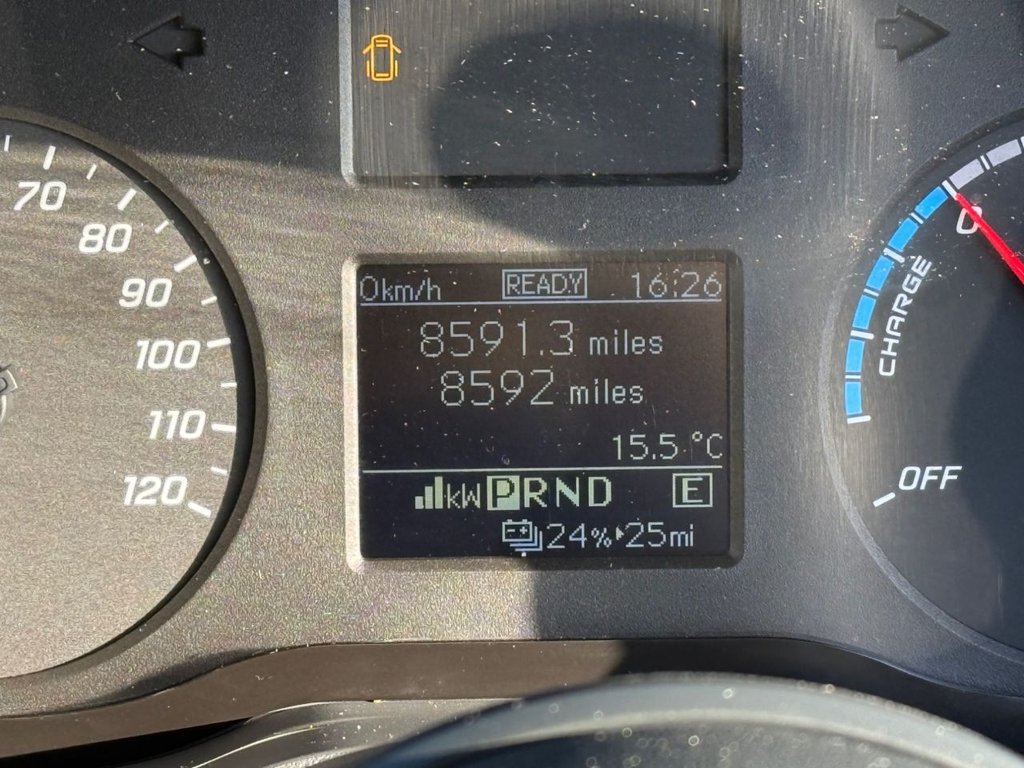 70
80
90
100
110
120
0km/h READY 16:26
8591.3 miles
8592 miles
15.5 °C
kW P R N D E
24% 25mi
0
CHARGE
OFF